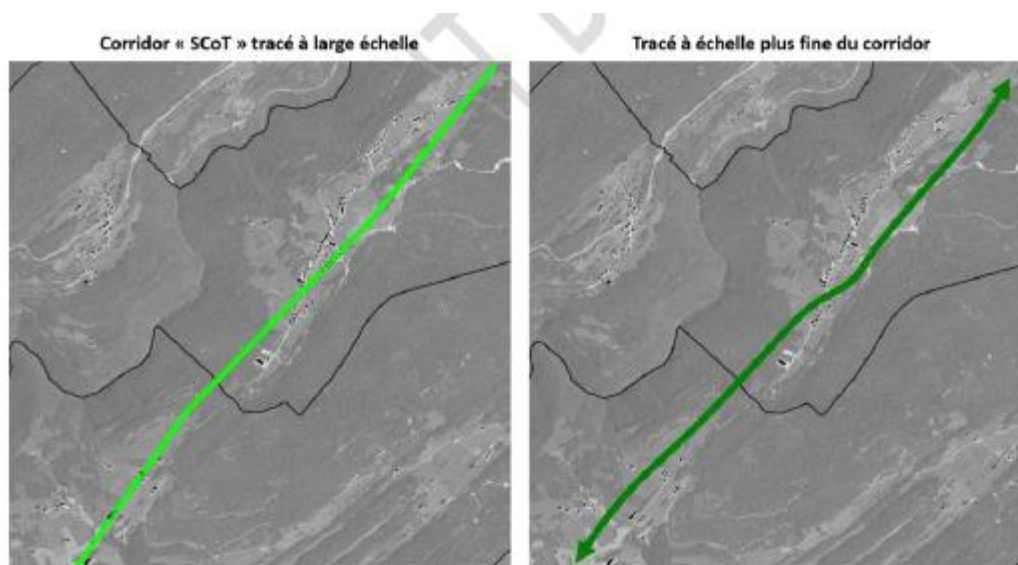 Corridor « SCoT » tracé à large échelle
Tracé à échelle plus fine du corridor